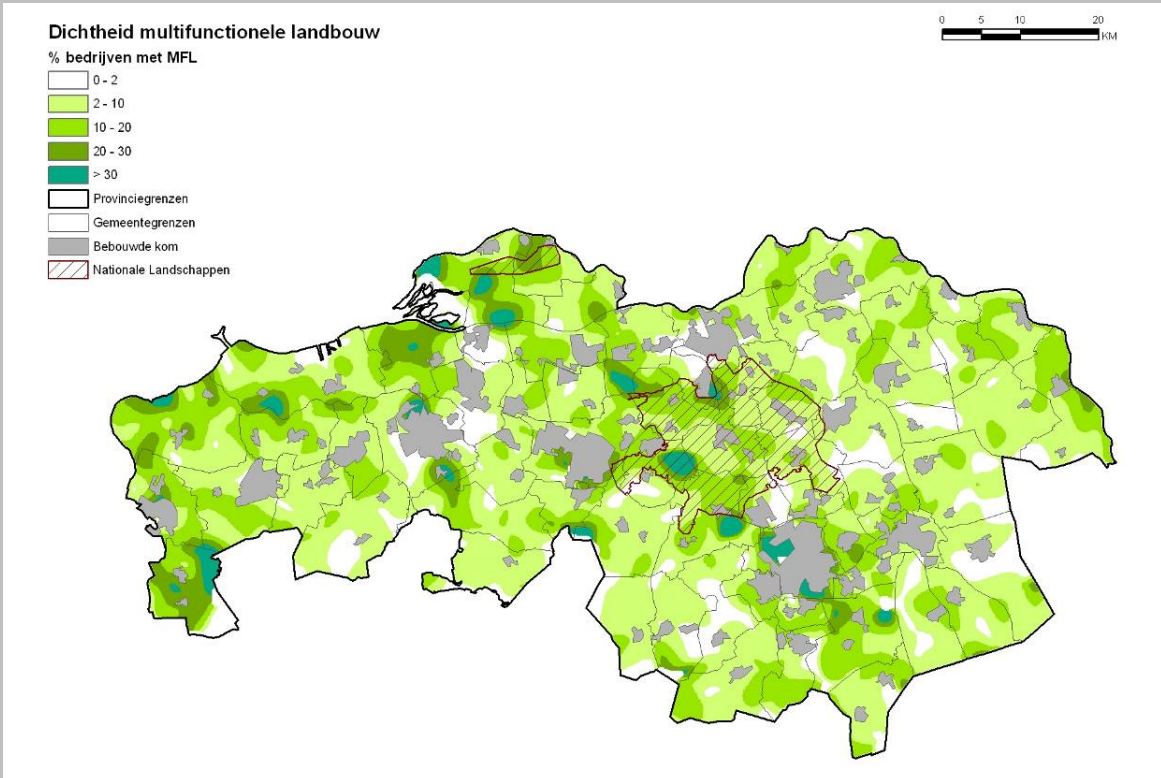 Dichtheid multifunctionele landbouw
% bedrijven met MFL
0 - 2
2 - 10
10 - 20
20 - 30
> 30
Provinciegrenzen
Gemeentegrenzen
Bebouwde kom
Nationale Landschappen
0 5 10 20
KM